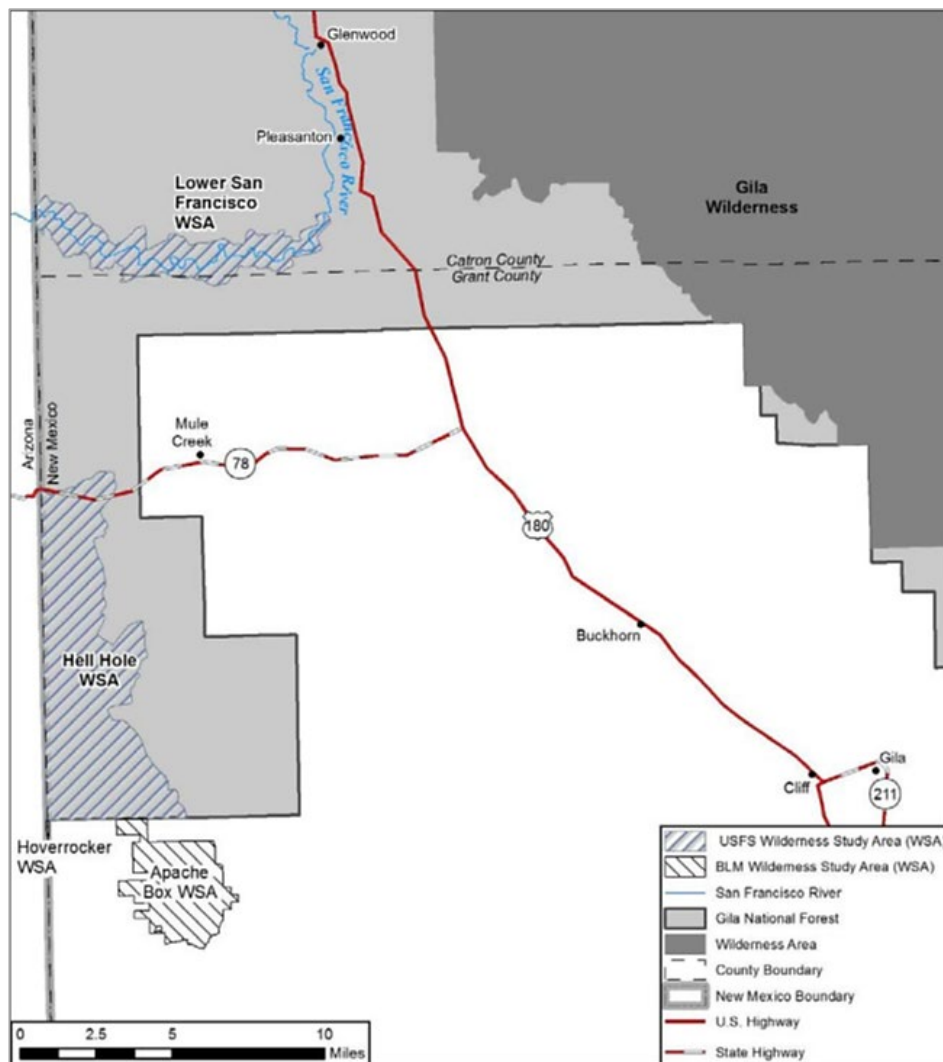 Glenwood
San Francisco River
Pleasanton
Lower San
Francisco
WSA
Gila
Wilderness
Catron County
Grant County
Arizona
New Mexico
Mule
Creek
78
180
Buckhorn
Hell Hole
WSA
Gila
Cliff
211
Hoverrocker
WSA
Apache
Box WSA
USFS Wilderness Study Area (WSA
BLM Wilderness Study Area (WSA)
San Francisco River
Gila National Forest
Wilderness Area
County Boundary
New Mexico Boundary
U.S. Highway
State Highway
0 2.5 5 10
Miles